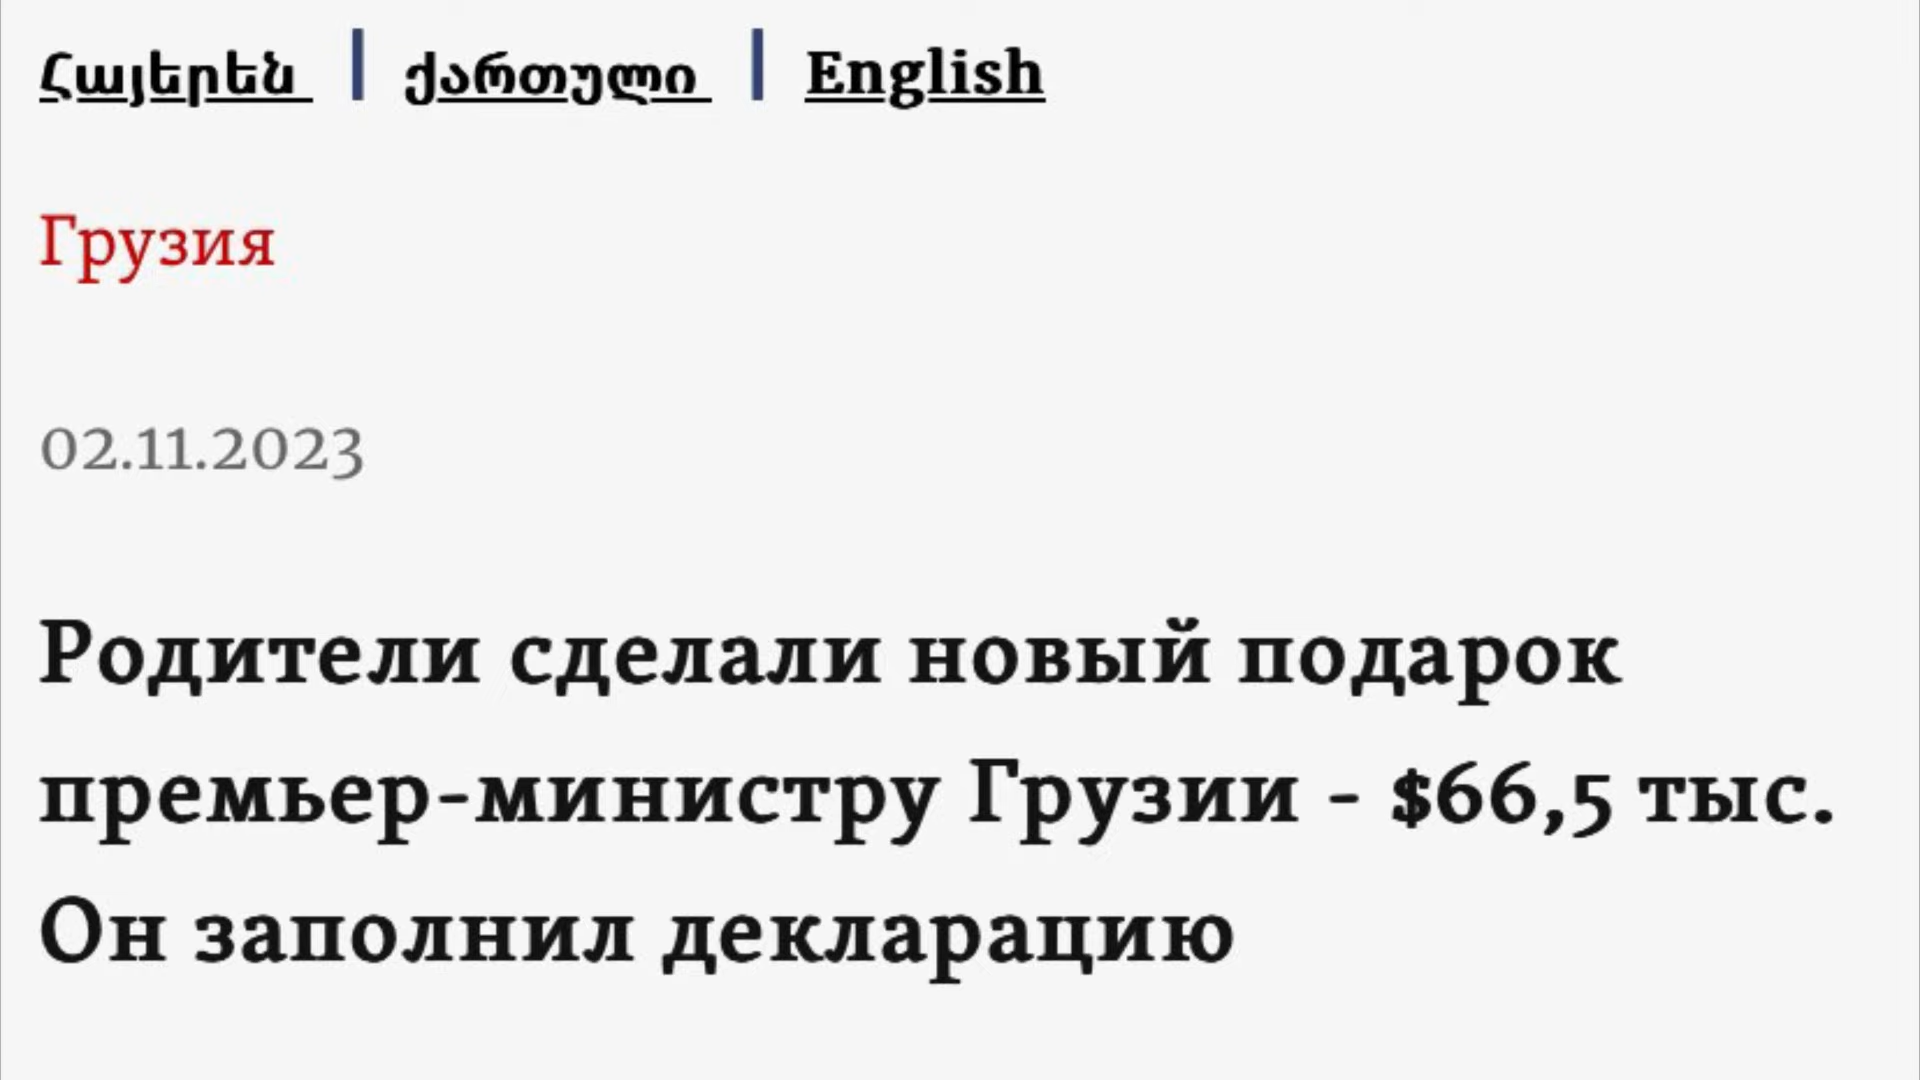 Հայերեն | ქართული | English
Грузия
02.11.2023
Родители сделали новый подарок
премьер-министру Грузии - $66,5 тыс.
Он заполнил декларацию